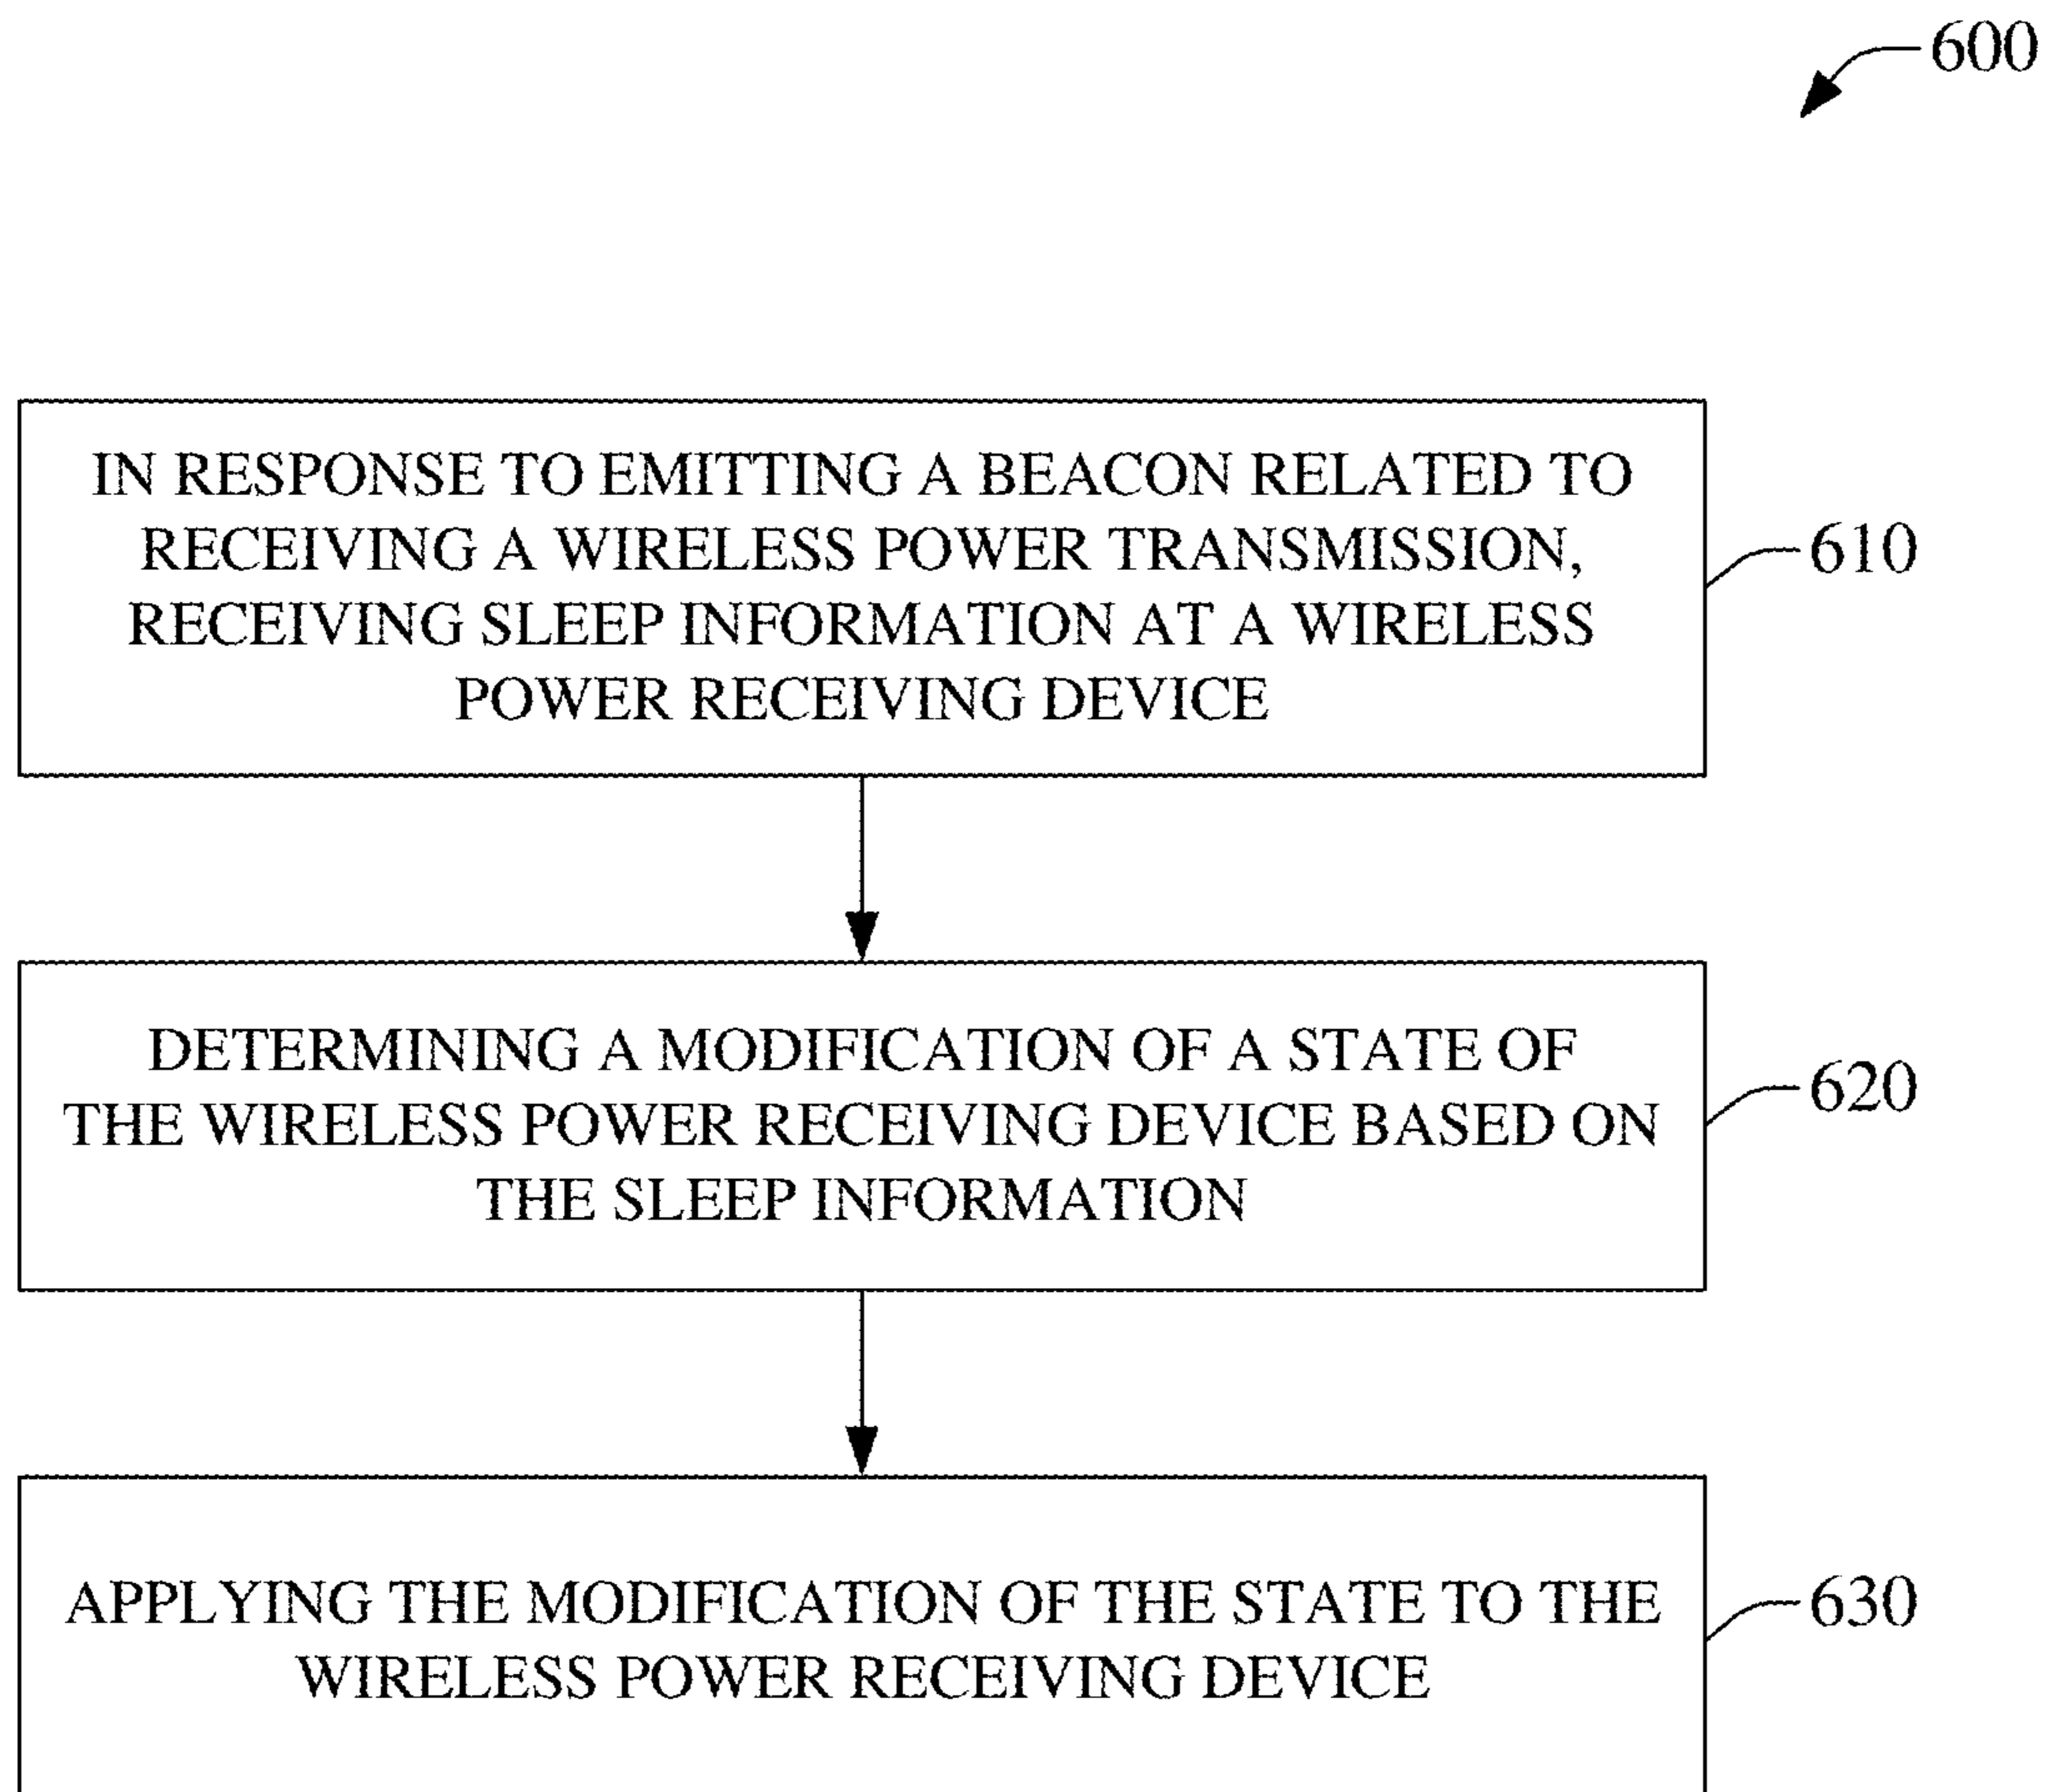 600
IN RESPONSE TO EMITTING A BEACON RELATED TO
RECEIVING A WIRELESS POWER TRANSMISSION,
RECEIVING SLEEP INFORMATION AT A WIRELESS
POWER RECEIVING DEVICE
610
DETERMINING A MODIFICATION OF A STATE OF
THE WIRELESS POWER RECEIVING DEVICE BASED ON
THE SLEEP INFORMATION
620
APPLYING THE MODIFICATION OF THE STATE TO THE
WIRELESS POWER RECEIVING DEVICE
630